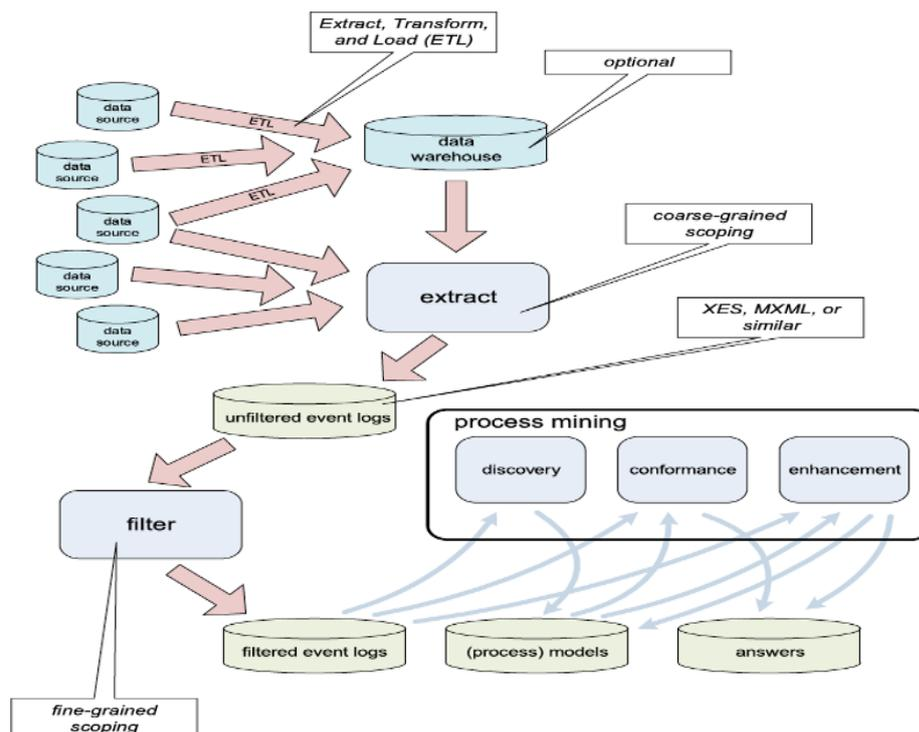 Extract, Transform,
and Load (ETL)
optional
data
source
ETL
data
warehouse
data
source
ETL
data
source
ETL
coarse-grained
scoping
data
source
extract
data
source
XES, MXML, or
similar
unfiltered event logs
process mining
discovery
conformance
enhancement
filter
filtered event logs
(process) models
answers
fine-grained
scoping